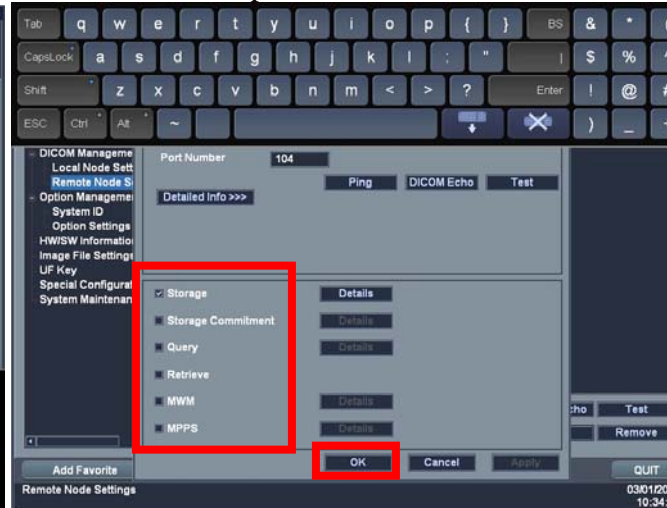 Tab q w e r t y u i o p { } BS & *
CapsLock a s d f g h j k l : " | $ %
Shift z x c v b n m < > ? Enter ! @
ESC Ctrl Alt ~ ) _
DICOM Manageme
Local Node Sett
Remote Node S
Option Manageme
System ID
Option Settings
HW/SW Informatio
Image File Settings
UF Key
Special Configurat
System Maintenan
Port Number 104
Ping DICOM Echo Test
Detailed Info >>>
Storage Details
Storage Commitment Details
Query Details
Retrieve
MWM Details
MPPS Details
cho Test
Remove
OK Cancel Apply
Add Favorite QUIT
Remote Node Settings 03/01/20
10:34: